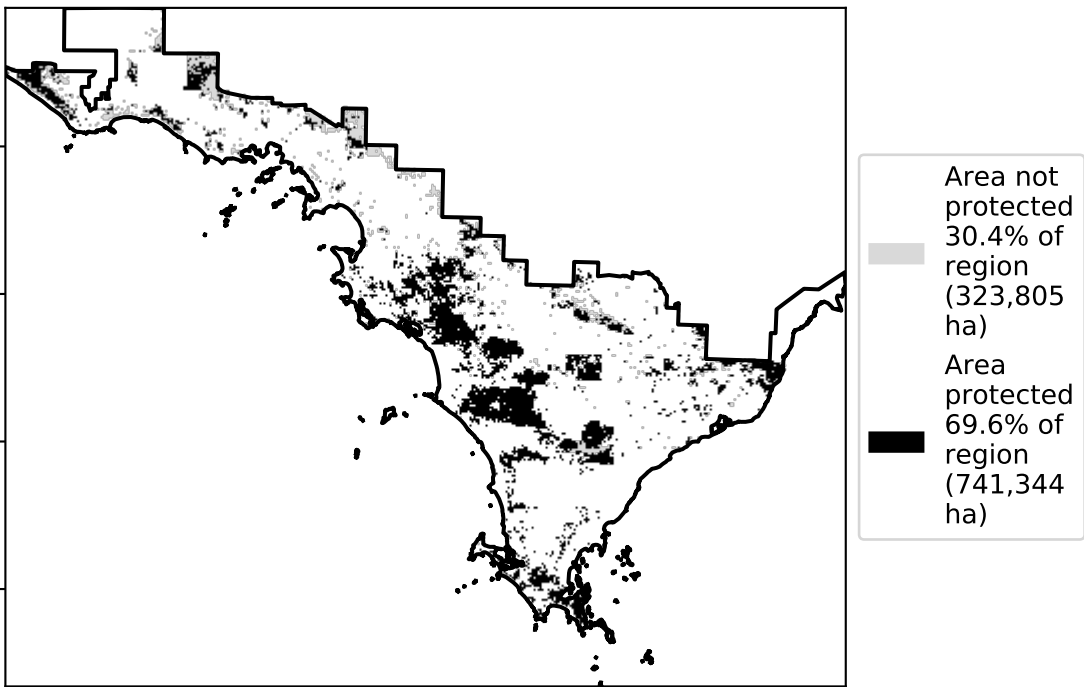 Area not
protected
30.4% of
region
(323,805
ha)
Area
protected
69.6% of
region
(741,344
ha)